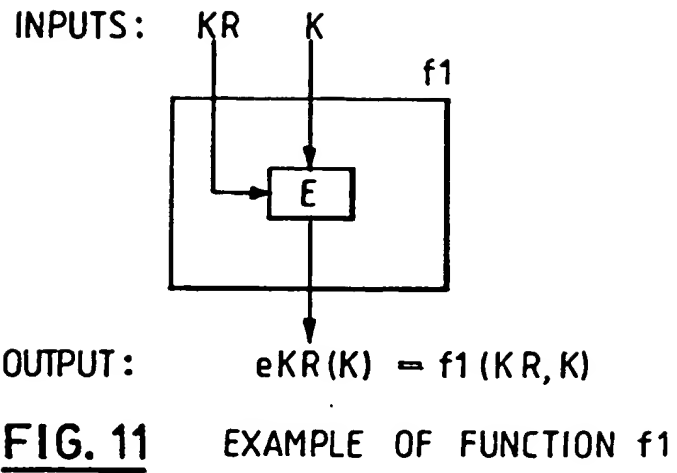 INPUTS: KR K
f1
E
OUTPUT: eKR(K) = f1(KR,K)
FIG. 11 EXAMPLE OF FUNCTION f1